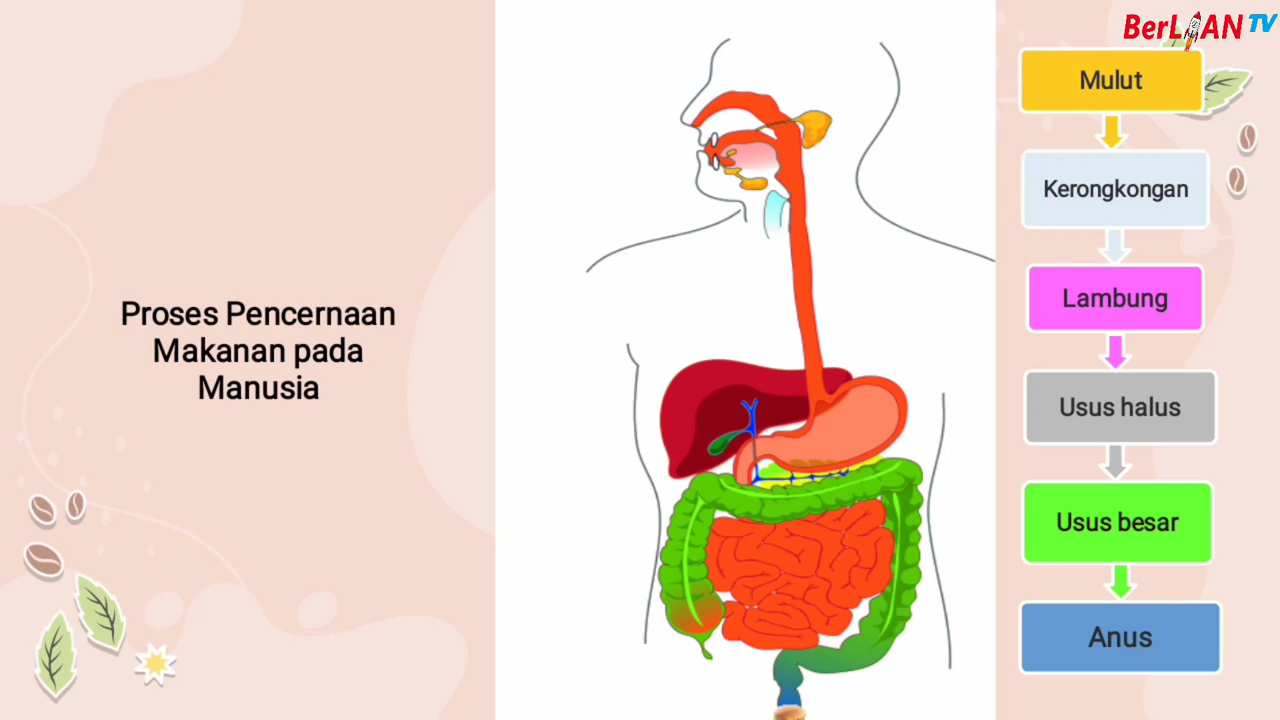 BerLIAN TV
Proses Pencernaan
Makanan pada
Manusia
Mulut
Kerongkongan
Lambung
Usus halus
Usus besar
Anus